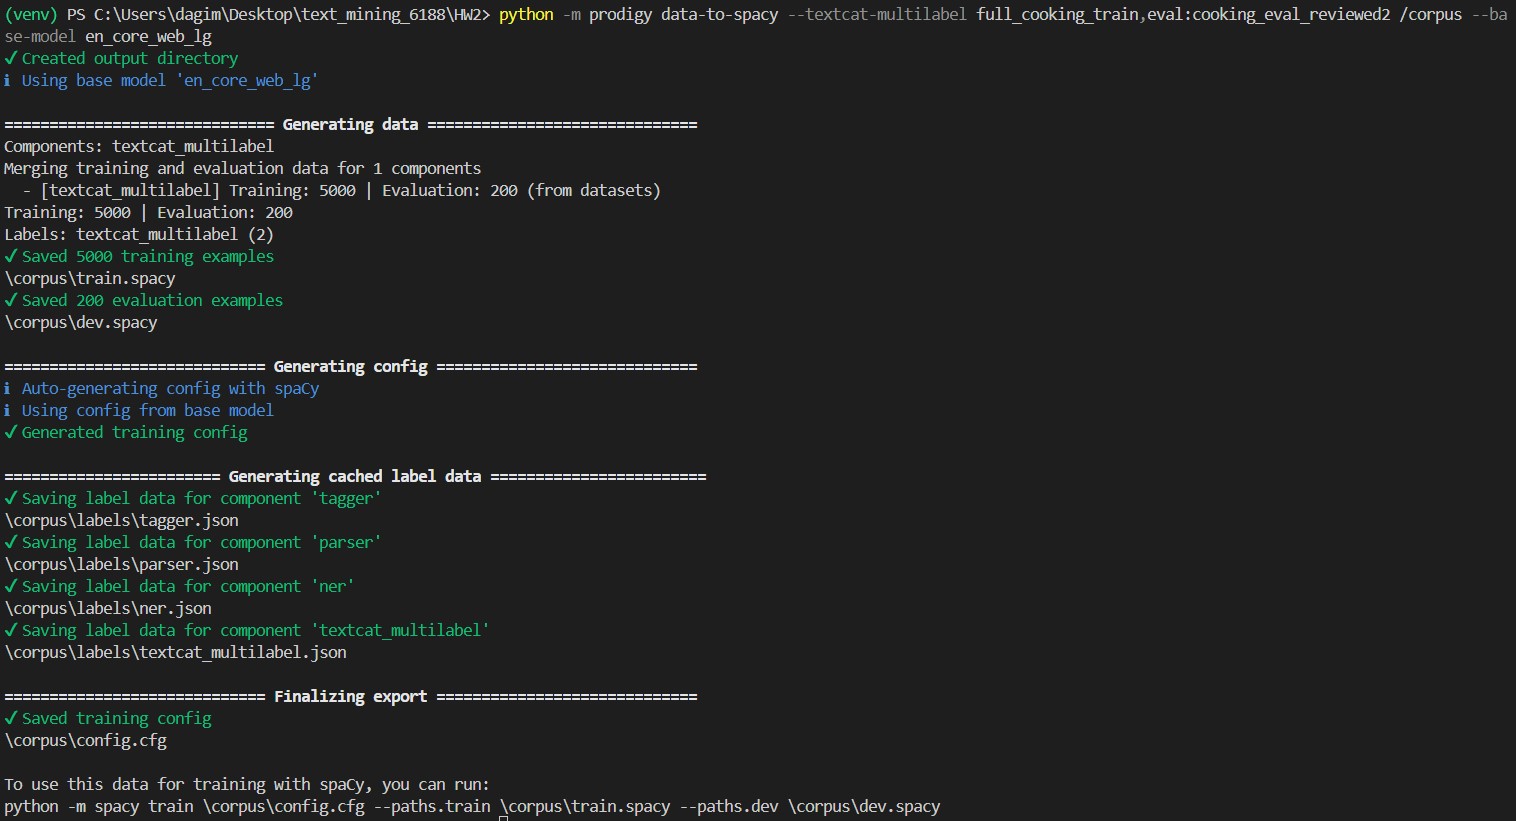 (venv) PS C:\Users\dagim\Desktop\text_mining_6188\HW2> python -m prodigy data-to-spacy --textcat-multilabel full_cooking_train,eval:cooking_eval_reviewed2 /corpus --ba
se-model en_core_web_lg
✔ Created output directory
ℹ Using base model 'en_core_web_lg'
============================== Generating data ==============================
Components: textcat_multilabel
Merging training and evaluation data for 1 components
  - [textcat_multilabel] Training: 5000 | Evaluation: 200 (from datasets)
Training: 5000 | Evaluation: 200
Labels: textcat_multilabel (2)
✔ Saved 5000 training examples
\corpus\train.spacy
✔ Saved 200 evaluation examples
\corpus\dev.spacy
============================= Generating config =============================
ℹ Auto-generating config with spaCy
ℹ Using config from base model
✔ Generated training config
======================== Generating cached label data ========================
✔ Saving label data for component 'tagger'
\corpus\labels\tagger.json
✔ Saving label data for component 'parser'
\corpus\labels\parser.json
✔ Saving label data for component 'ner'
\corpus\labels\ner.json
✔ Saving label data for component 'textcat_multilabel'
\corpus\labels\textcat_multilabel.json
============================= Finalizing export =============================
✔ Saved training config
\corpus\config.cfg
To use this data for training with spaCy, you can run:
python -m spacy train \corpus\config.cfg --paths.train \corpus\train.spacy --paths.dev \corpus\dev.spacy